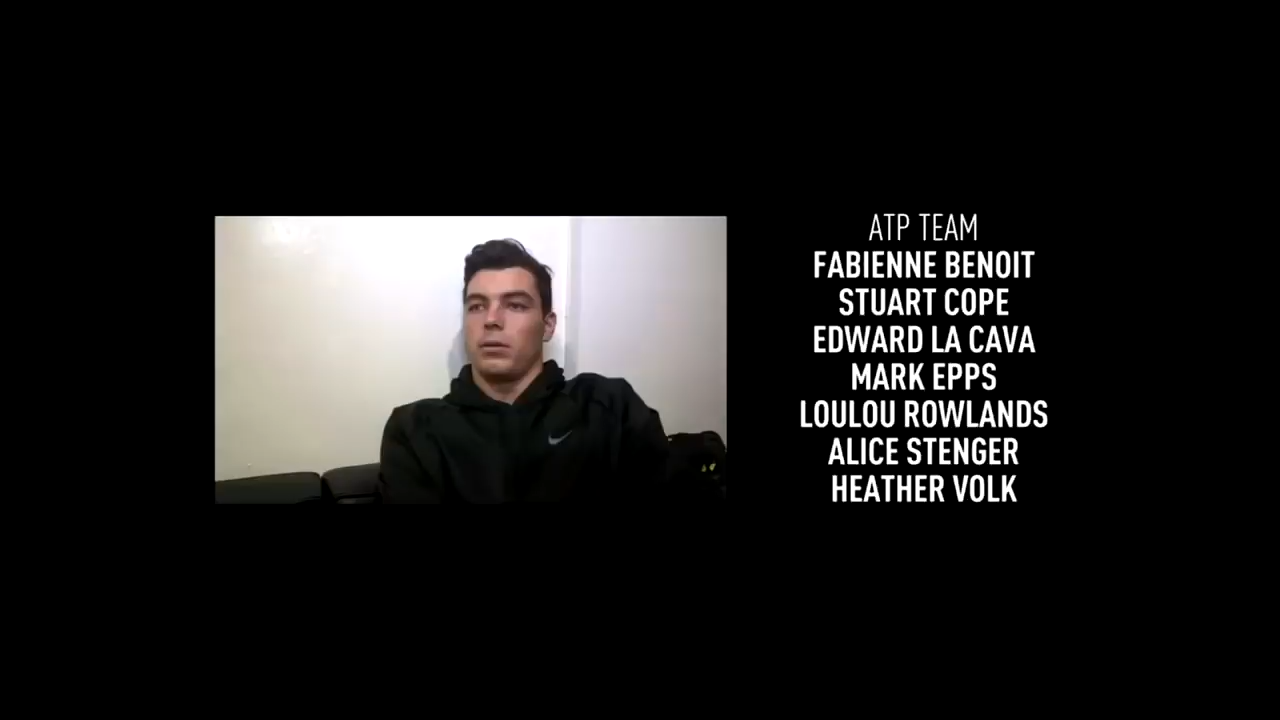 ATP TEAM
FABIENNE BENOIT
STUART COPE
EDWARD LA CAVA
MARK EPPS
LOULOU ROWLANDS
ALICE STENGER
HEATHER VOLK